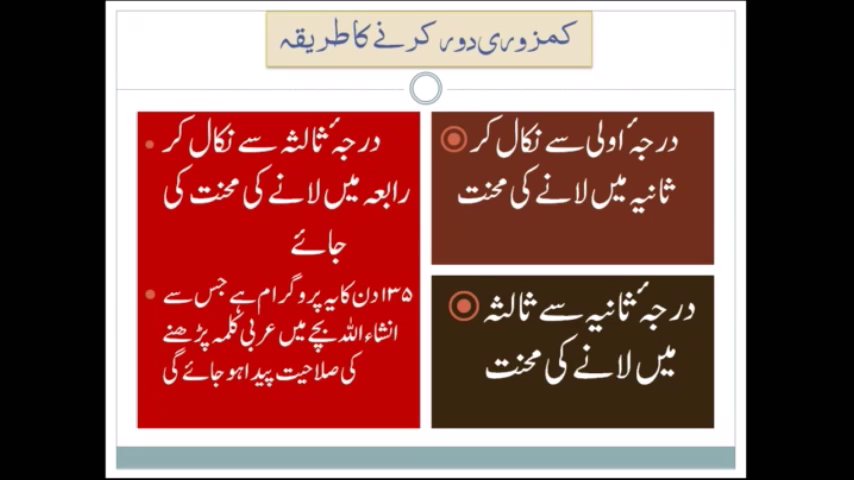 کمزوری دور کرنے کا طریقہ
درجۂ اولی سے نکال کر
ثانیہ میں لانے کی محنت
درجۂ ثانیہ سے ثالثہ
میں لانے کی محنت
درجۂ ثالثہ سے نکال کر
رابعہ میں لانے کی محنت کی
جائے
۱۳۵ دن کا یہ پروگرام ہے جس سے
انشاء اللہ بچے میں عربی کلمہ پڑھنے
کی صلاحیت پیدا ہو جائے گی